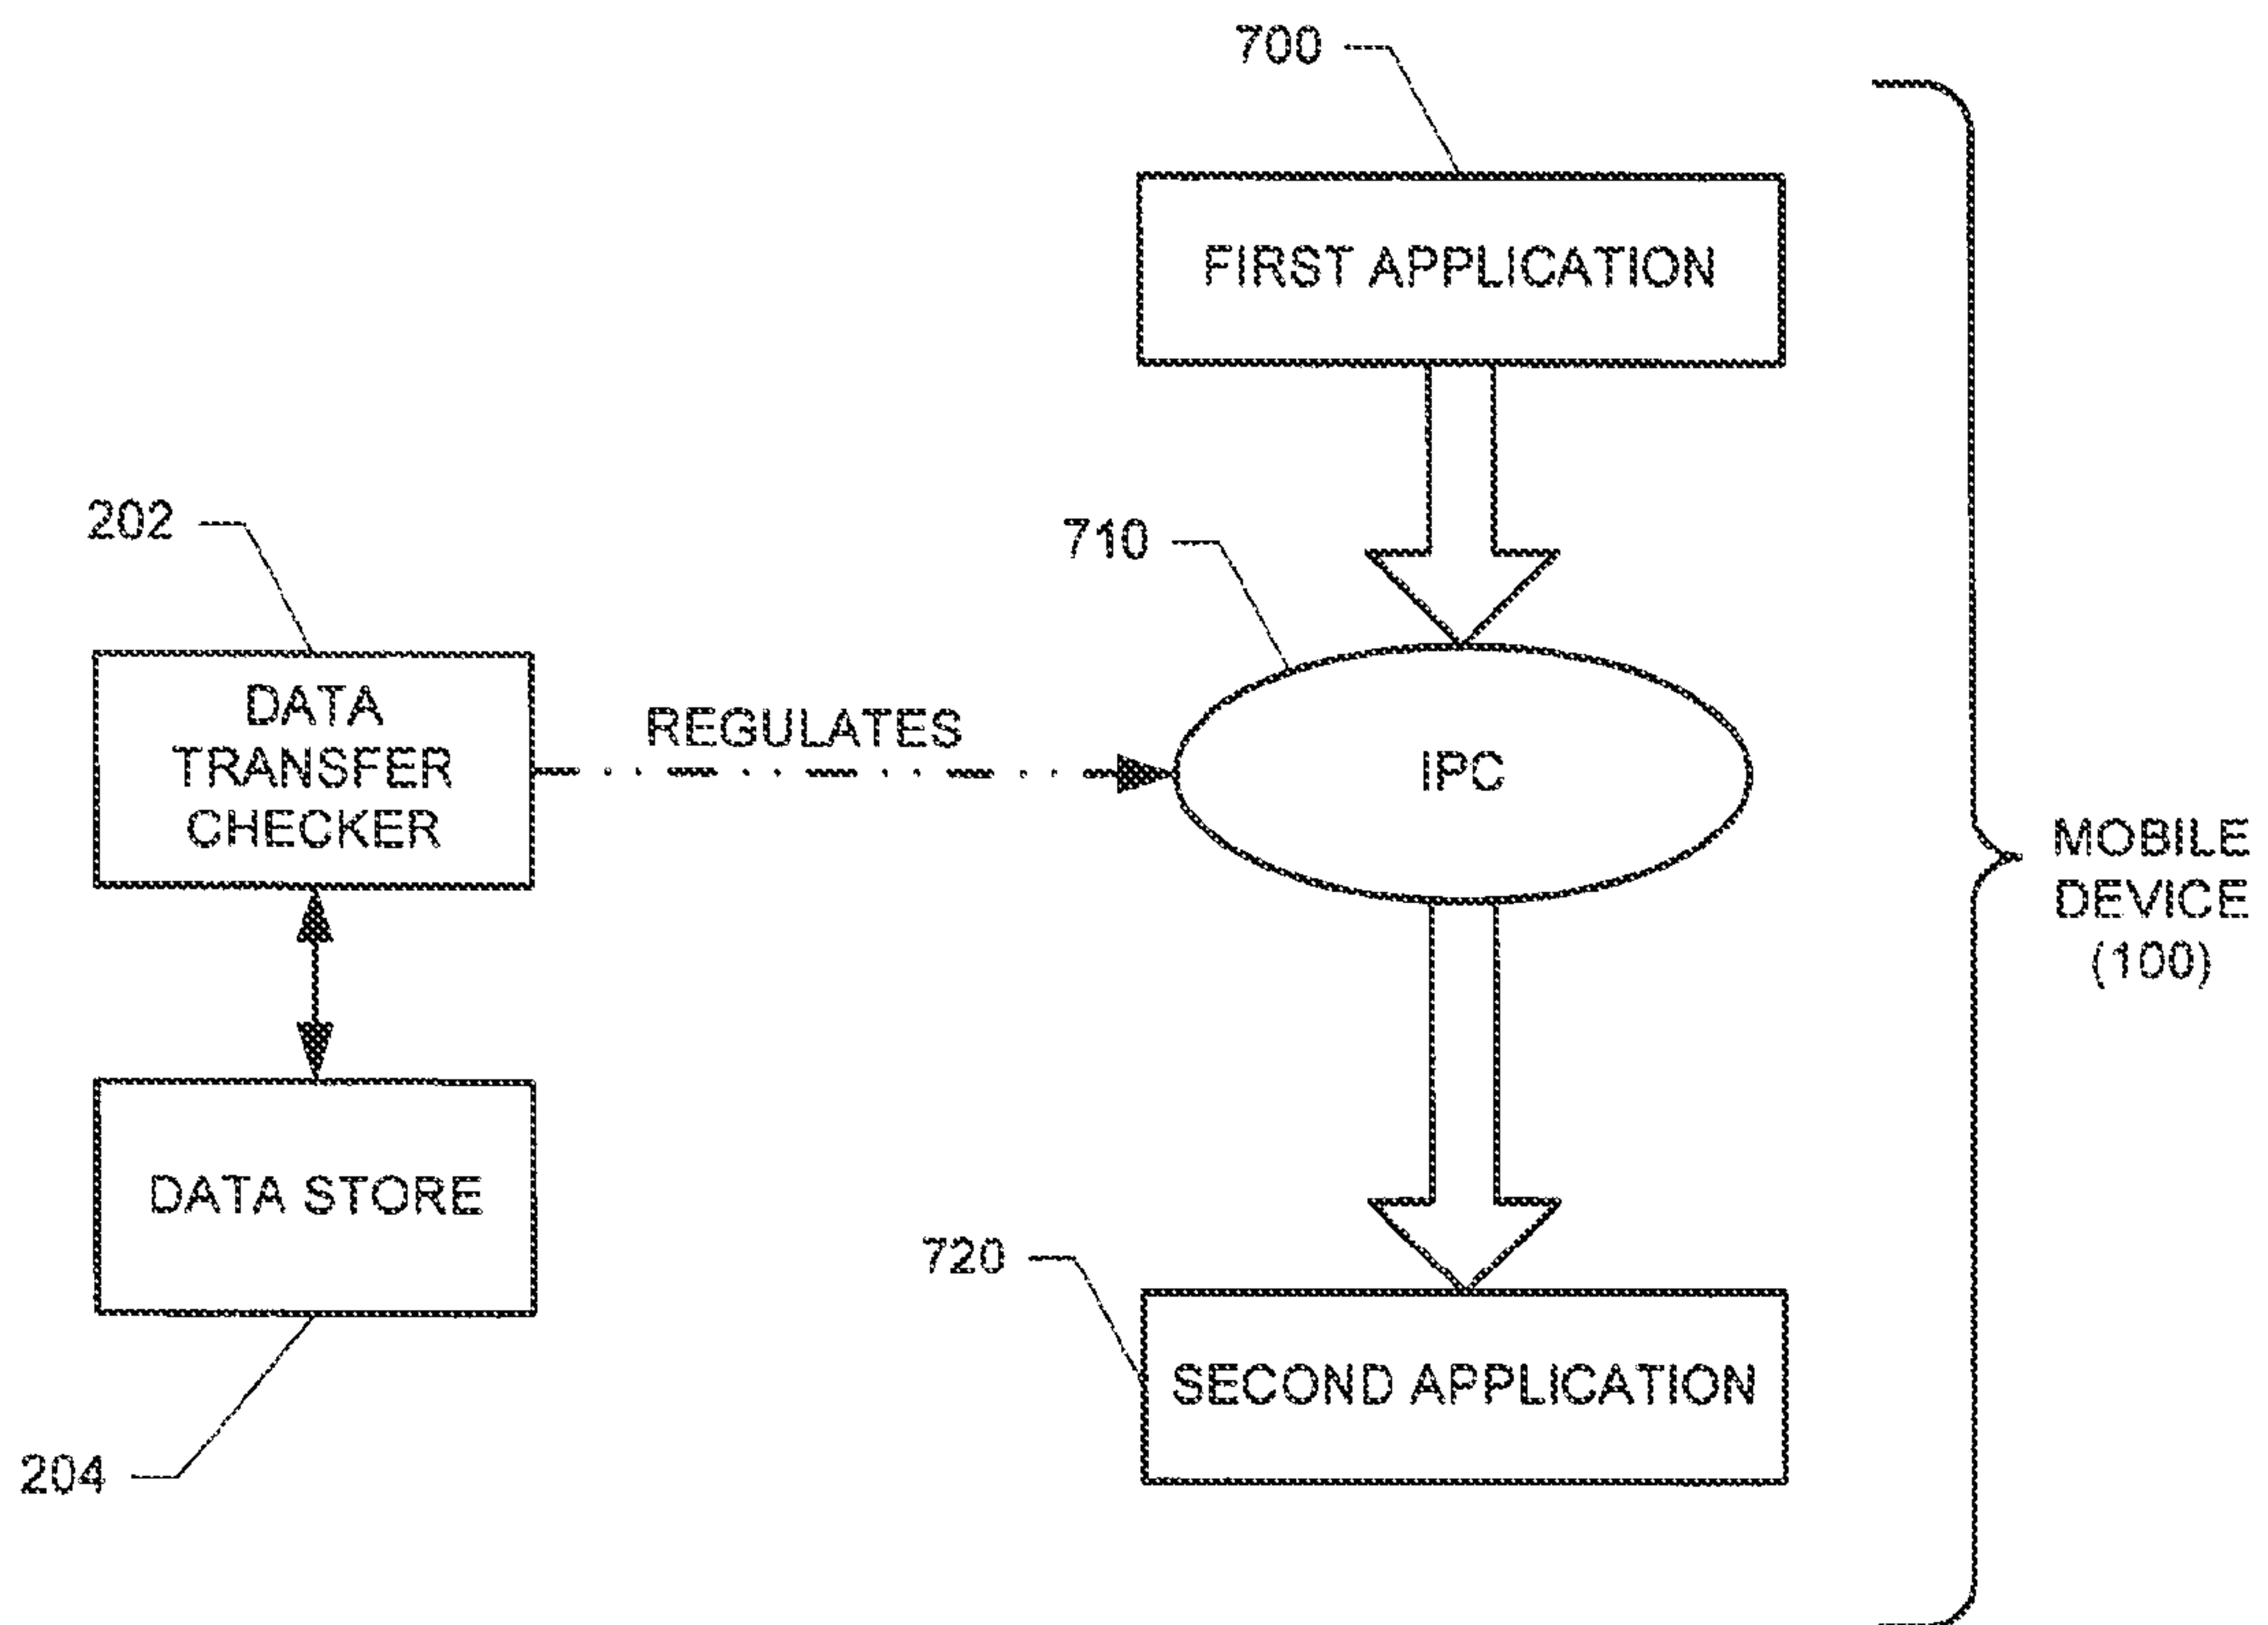 700
FIRST APPLICATION
202
710
DATA
TRANSFER
CHECKER
REGULATES
IPC
MOBILE
DEVICE
(100)
DATA STORE
720
SECOND APPLICATION
204